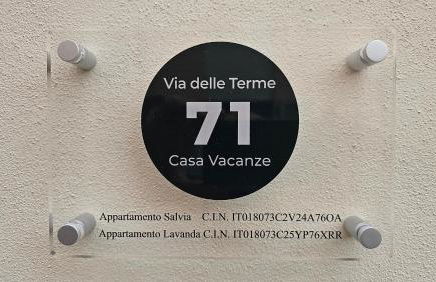 Via delle Terme
71
Casa Vacanze
Appartamento Salvia C.I.N. IT018073C2V24A76OA
Appartamento Lavanda C.I.N. IT018073C25YP76XRR